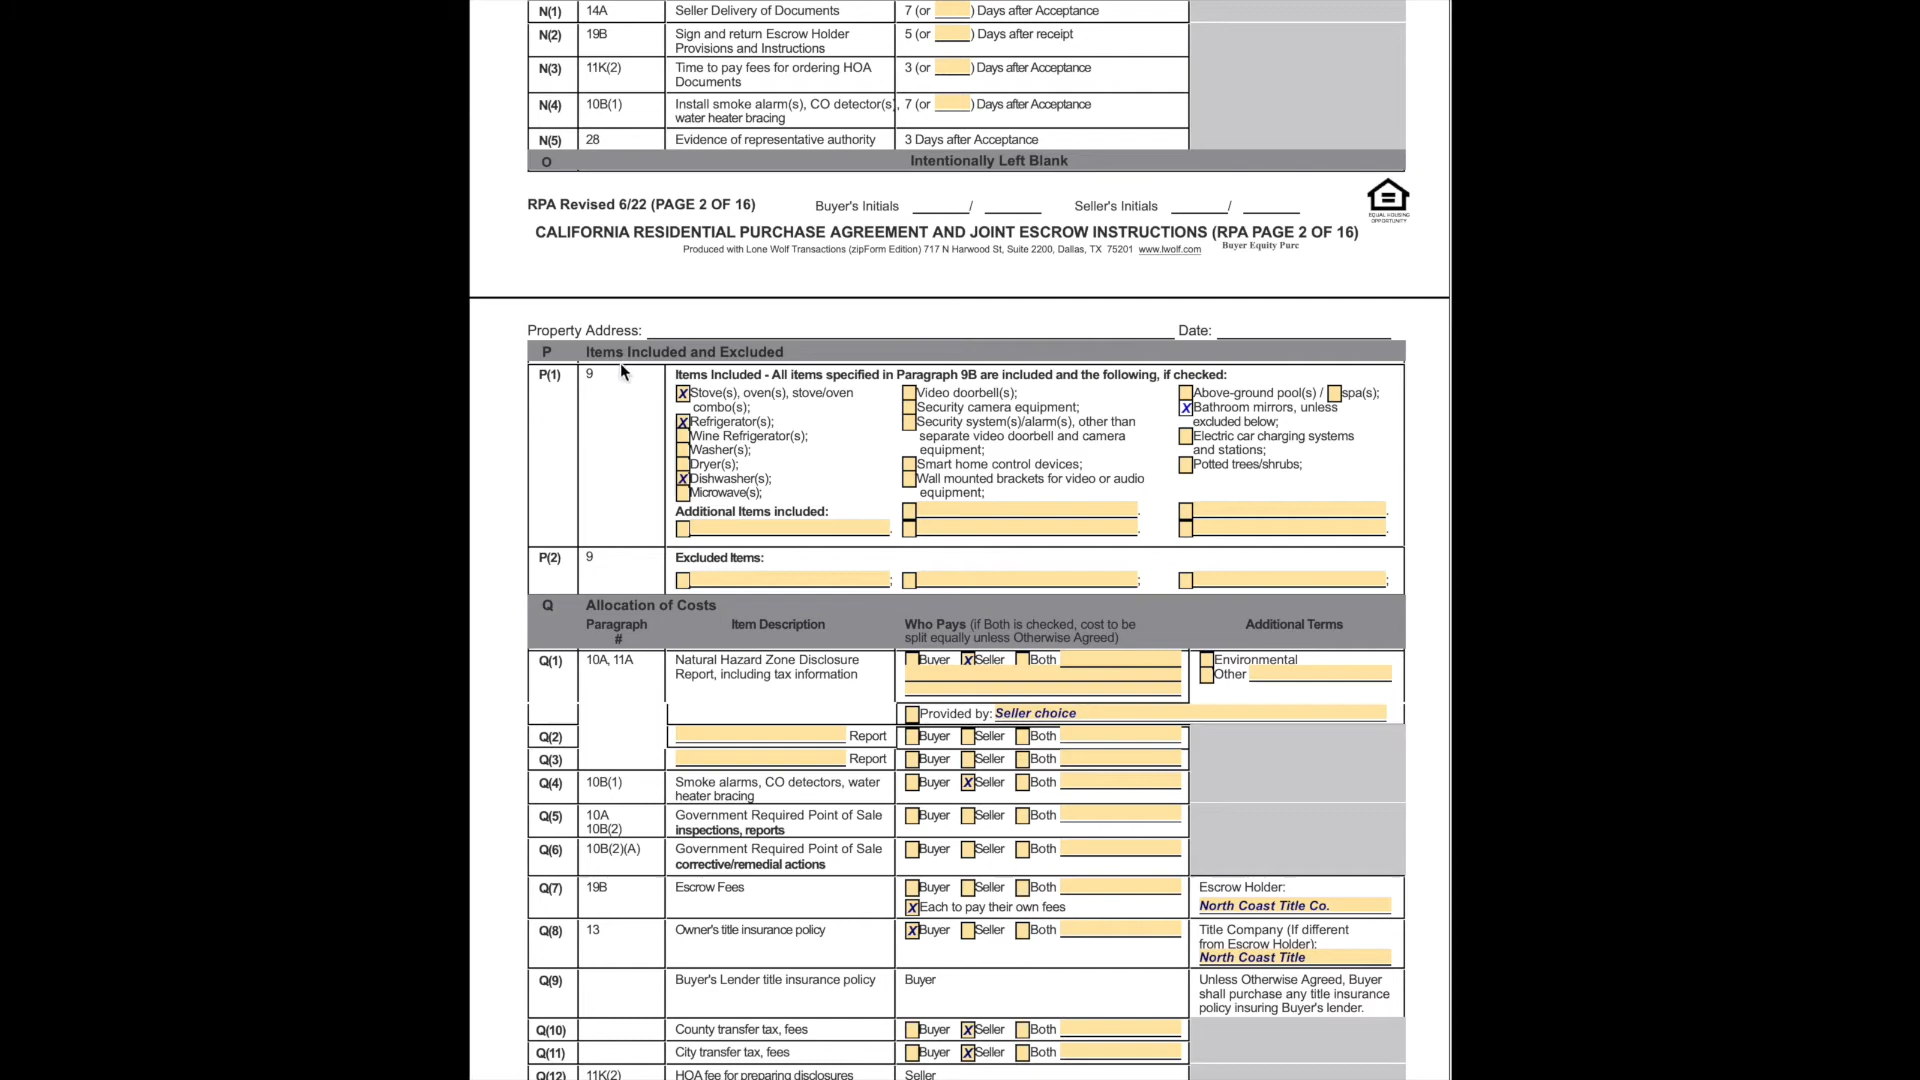 N(1) 14A Seller Delivery of Documents 7 (or ) Days after Acceptance
N(2) 19B Sign and return Escrow Holder Provisions and Instructions 5 (or ) Days after receipt
N(3) 11K(2) Time to pay fees for ordering HOA Documents 3 (or ) Days after Acceptance
N(4) 10B(1) Install smoke alarm(s), CO detector(s), water heater bracing 7 (or ) Days after Acceptance
N(5) 28 Evidence of representative authority 3 Days after Acceptance
O Intentionally Left Blank
RPA Revised 6/22 (PAGE 2 OF 16) Buyer's Initials / Seller's Initials /
EQUAL HOUSING
OPPORTUNITY
CALIFORNIA RESIDENTIAL PURCHASE AGREEMENT AND JOINT ESCROW INSTRUCTIONS (RPA PAGE 2 OF 16)
Produced with Lone Wolf Transactions (zipForm Edition) 717 N Harwood St, Suite 2200, Dallas, TX 75201 www.lwolf.com Buyer Equity Purc
Property Address: Date:
P Items Included and Excluded
P(1) 9 Items Included - All items specified in Paragraph 9B are included and the following, if checked:
X Stove(s), oven(s), stove/oven combo(s);
X Refrigerator(s);
Wine Refrigerator(s);
Washer(s);
Dryer(s);
X Dishwasher(s);
Microwave(s);
Video doorbell(s);
Security camera equipment;
Security system(s)/alarm(s), other than separate video doorbell and camera equipment;
Smart home control devices;
Wall mounted brackets for video or audio equipment;
Above-ground pool(s) / spa(s);
X Bathroom mirrors, unless excluded below;
Electric car charging systems and stations;
Potted trees/shrubs;
Additional Items included: . . . . .
P(2) 9 Excluded Items:
; ; ;
Q Allocation of Costs
Paragraph # Item Description Who Pays (if Both is checked, cost to be split equally unless Otherwise Agreed) Additional Terms
Q(1) 10A, 11A Natural Hazard Zone Disclosure Report, including tax information Buyer X Seller Both Environmental
Other
Provided by: Seller choice
Q(2) Report Buyer Seller Both
Q(3) Report Buyer Seller Both
Q(4) 10B(1) Smoke alarms, CO detectors, water heater bracing Buyer X Seller Both
Q(5) 10A 10B(2) Government Required Point of Sale inspections, reports Buyer Seller Both
Q(6) 10B(2)(A) Government Required Point of Sale corrective/remedial actions Buyer Seller Both
Q(7) 19B Escrow Fees Buyer Seller Both Escrow Holder:
X Each to pay their own fees North Coast Title Co.
Q(8) 13 Owner's title insurance policy X Buyer Seller Both Title Company (If different from Escrow Holder):
North Coast Title
Q(9) Buyer's Lender title insurance policy Buyer Unless Otherwise Agreed, Buyer shall purchase any title insurance policy insuring Buyer's lender.
Q(10) County transfer tax, fees Buyer X Seller Both
Q(11) City transfer tax, fees Buyer X Seller Both
Q(12) 11K(2) HOA fee for preparing disclosures Seller